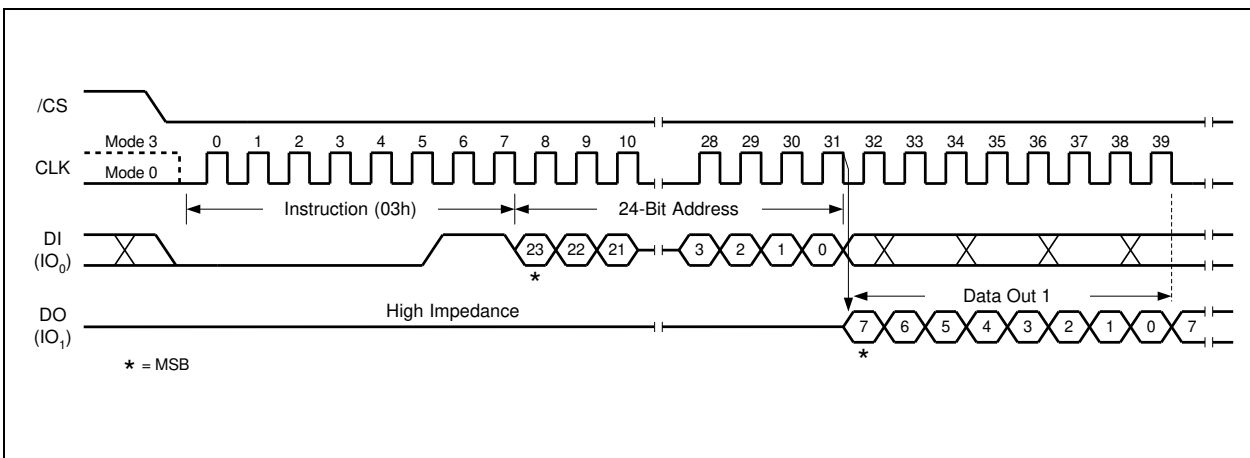 /CS
Mode 3 0 1 2 3 4 5 6 7 8 9 10 28 29 30 31 32 33 34 35 36 37 38 39
CLK
Mode 0
Instruction (03h) 24-Bit Address
DI
(IO0) 23 22 21 3 2 1 0
*
High Impedance Data Out 1
DO
(IO1) 7 6 5 4 3 2 1 0 7
*
* = MSB